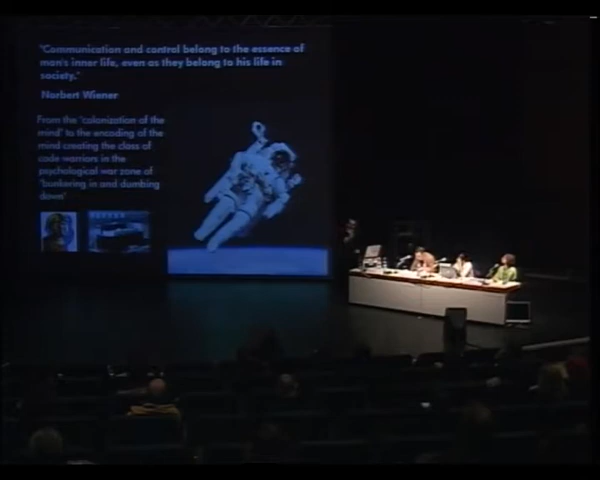 "Communication and control belong to the essence of
man's inner life, even as they belong to his life in
society."
Norbert Wiener
From the 'colonization of the
mind' to the encoding of the
mind creating the class of
code warriors in the
psychological war zone of
'bunkering in and dumbing
down'